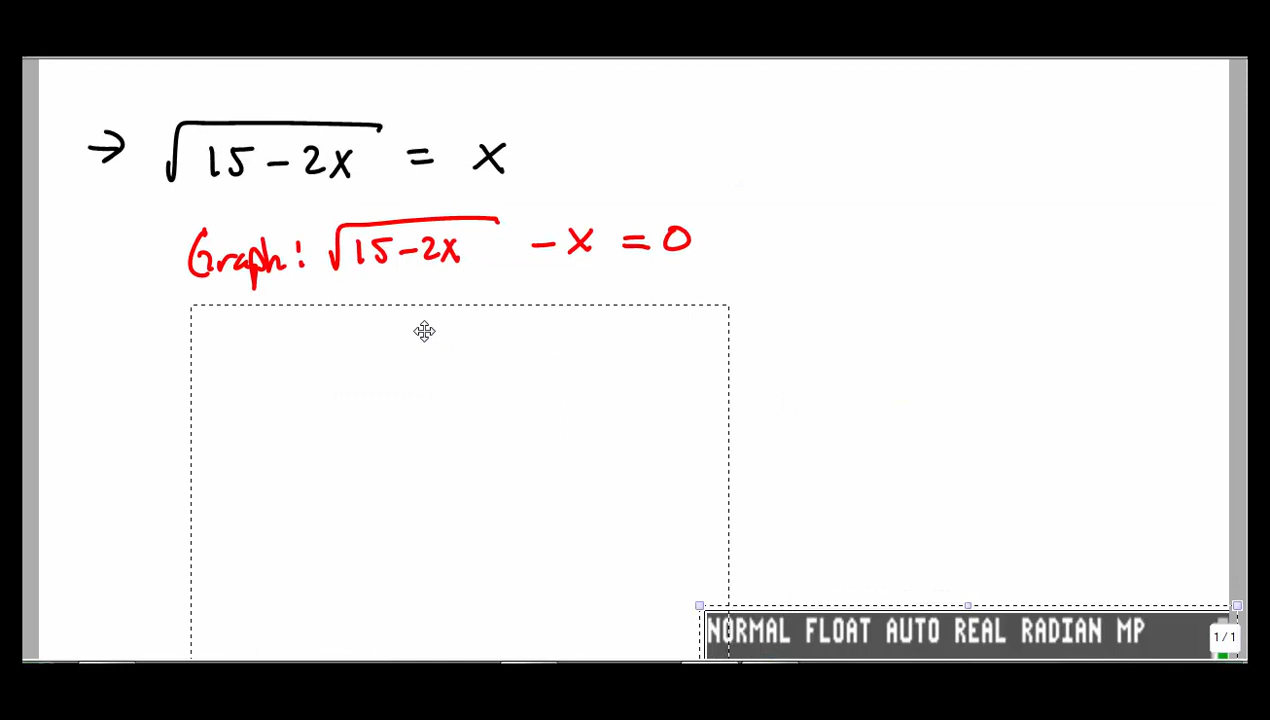 → √(15-2x) = x
Graph: √(15-2x) -x = 0
NORMAL FLOAT AUTO REAL RADIAN MP
1/1